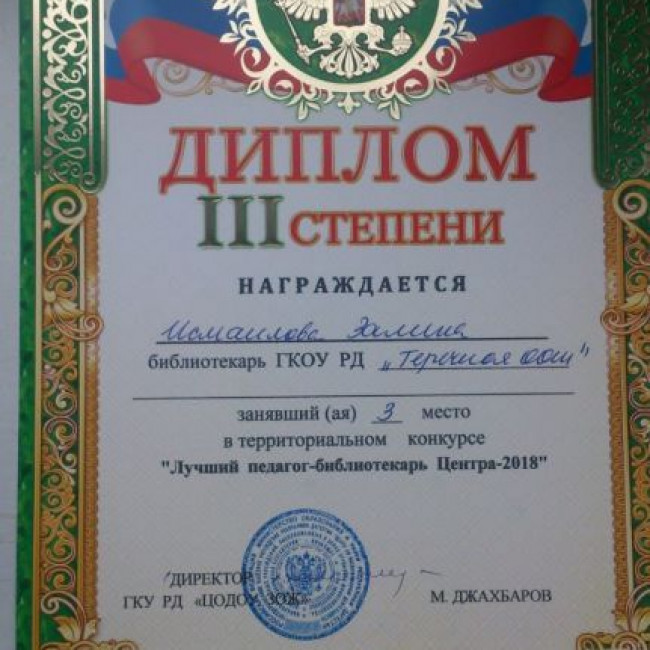 ДИПЛОМ
III СТЕПЕНИ
НАГРАЖДАЕТСЯ
Исмаилова Залина
библиотекарь ГКОУ РД „Теречная оош"
занявший (ая) 3 место
в территориальном конкурсе
"Лучший педагог-библиотекарь Центра-2018"
ДИРЕКТОР
ГКУ РД «ЦОДОУ ЗОЖ» М. ДЖАХБАРОВ